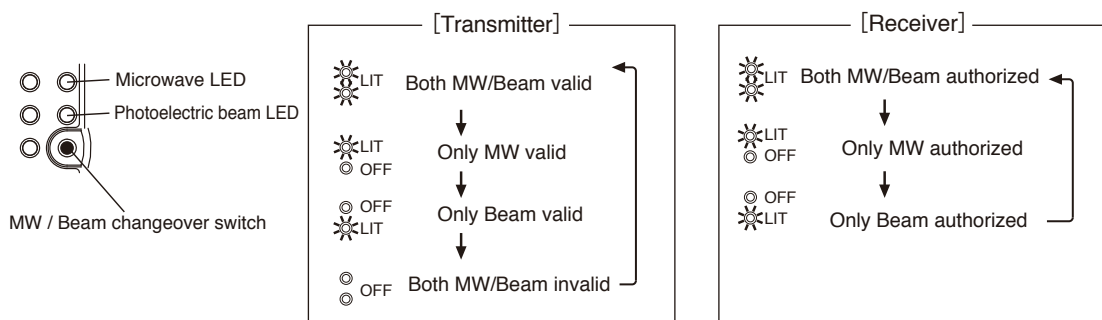 Microwave LED
Photoelectric beam LED
MW / Beam changeover switch
[Transmitter]
LIT Both MW/Beam valid
LIT
OFF
Only MW valid
OFF
LIT
Only Beam valid
OFF Both MW/Beam invalid
[Receiver]
LIT Both MW/Beam authorized
LIT
OFF
Only MW authorized
OFF
LIT
Only Beam authorized